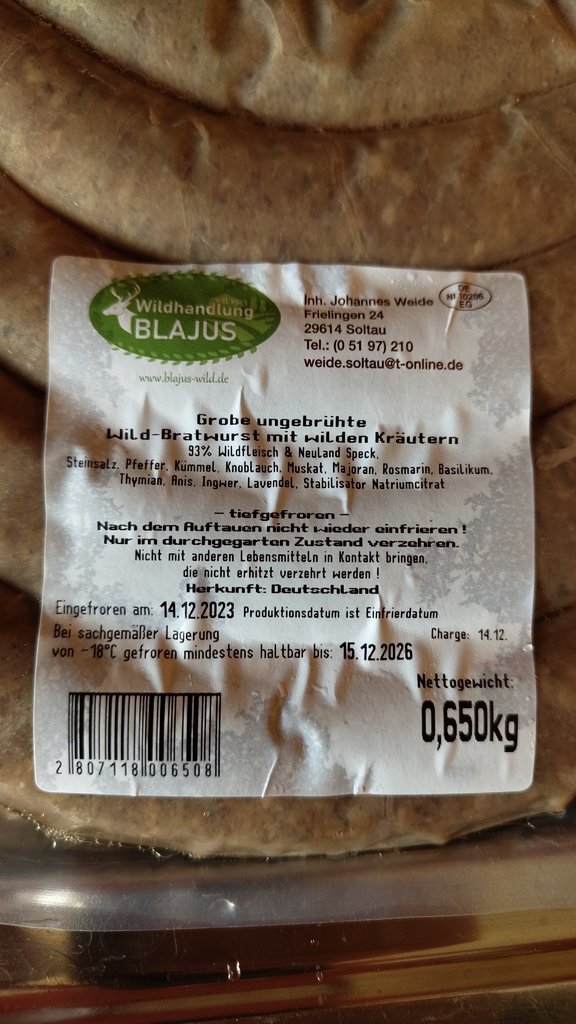 seit 1923
Wildhandlung
BLAJUS
www.blajus-wild.de
Inh. Johannes Weide
Frielingen 24
29614 Soltau
Tel.: (0 51 97) 210
weide.soltau@t-online.de
DE
NI 10206
EG
Grobe ungebrühte
Wild-Bratwurst mit wilden Kräutern
93% Wildfleisch & Neuland Speck,
Steinsalz, Pfeffer, Kümmel, Knoblauch, Muskat, Majoran, Rosmarin, Basilikum,
Thymian, Anis, Ingwer, Lavendel, Stabilisator Natriumcitrat
– tiefgefroren –
Nach dem Auftauen nicht wieder einfrieren !
Nur im durchgegarten Zustand verzehren.
Nicht mit anderen Lebensmitteln in Kontakt bringen,
die nicht erhitzt verzehrt werden !
Herkunft: Deutschland
Eingefroren am: 14.12.2023 Produktionsdatum ist Einfrierdatum
Bei sachgemäßer Lagerung Charge: 14.12.
von -18°C gefroren mindestens haltbar bis: 15.12.2026
Nettogewicht:
0,650kg
2 807118 006508